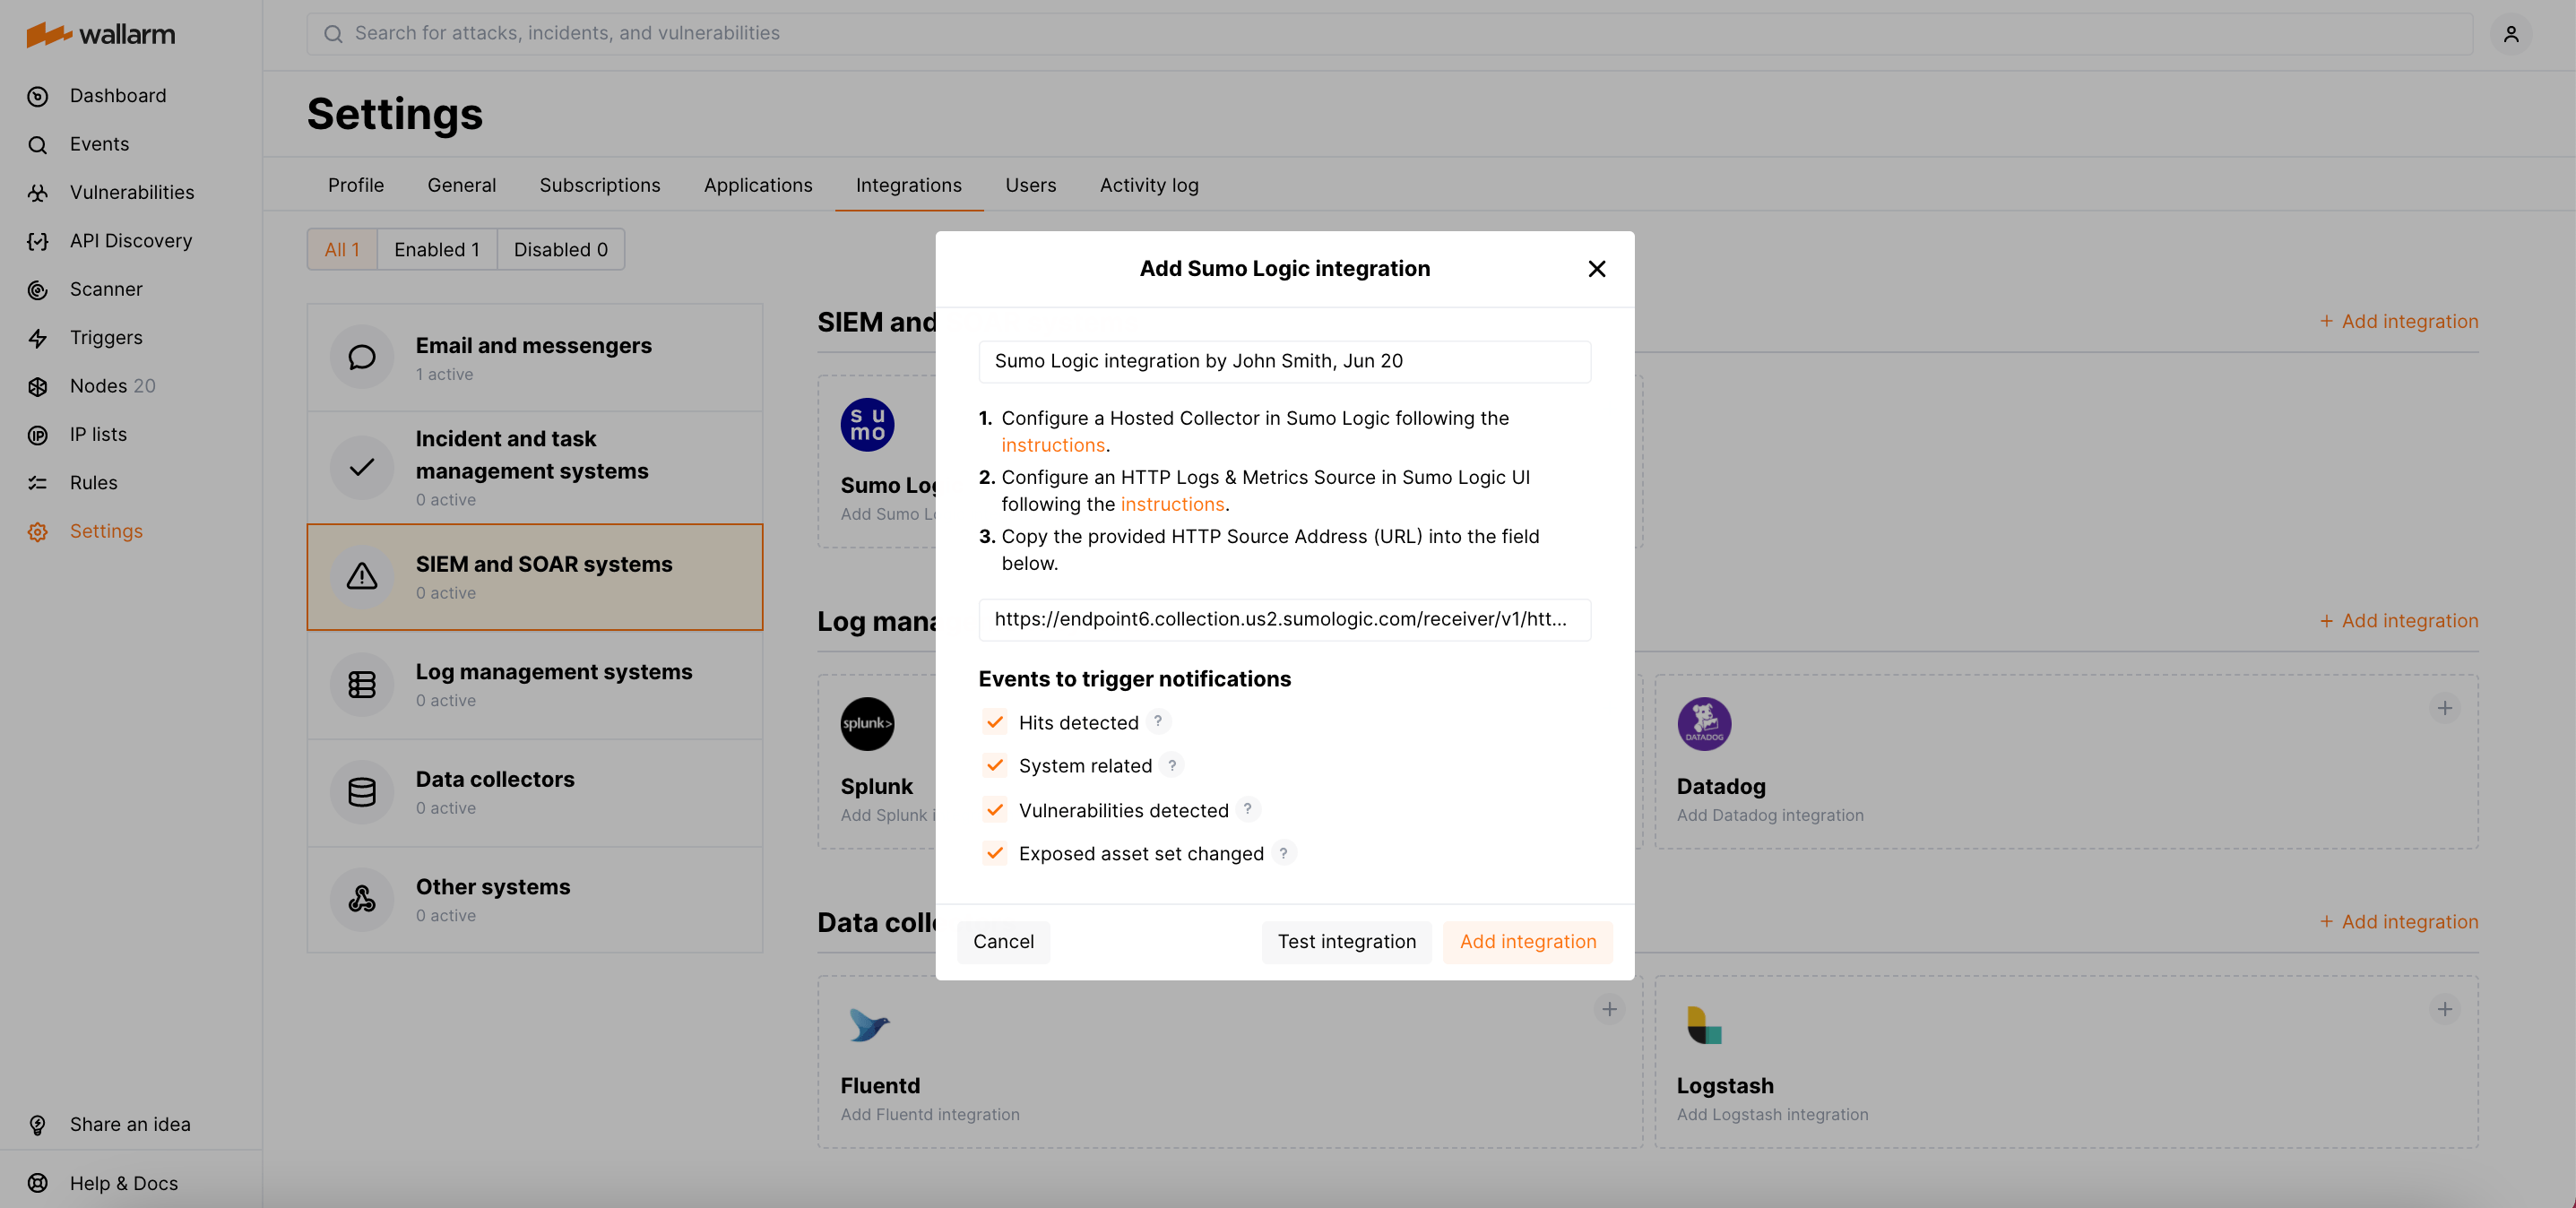 wallarm
Search for attacks, incidents, and vulnerabilities
Dashboard
Events
Vulnerabilities
API Discovery
Scanner
Triggers
Nodes 20
IP lists
Rules
Settings
Share an idea
Help & Docs
Settings
Profile
General
Subscriptions
Applications
Integrations
Users
Activity log
All 1
Enabled 1
Disabled 0
Email and messengers
1 active
Incident and task
management systems
0 active
SIEM and SOAR systems
0 active
Log management systems
0 active
Data collectors
0 active
Other systems
0 active
SIEM and
+ Add integration
su
mo
Sumo Log
Add Sumo L
Log mana
+ Add integration
splunk>
Splunk
Add Splunk i
DATADOG
Datadog
Add Datadog integration
Data colle
+ Add integration
Fluentd
Add Fluentd integration
Logstash
Add Logstash integration
Add Sumo Logic integration
Sumo Logic integration by John Smith, Jun 20
1. Configure a Hosted Collector in Sumo Logic following the
instructions.
2. Configure an HTTP Logs & Metrics Source in Sumo Logic UI
following the instructions.
3. Copy the provided HTTP Source Address (URL) into the field
below.
https://endpoint6.collection.us2.sumologic.com/receiver/v1/htt...
Events to trigger notifications
Hits detected ?
System related ?
Vulnerabilities detected ?
Exposed asset set changed ?
Cancel
Test integration
Add integration